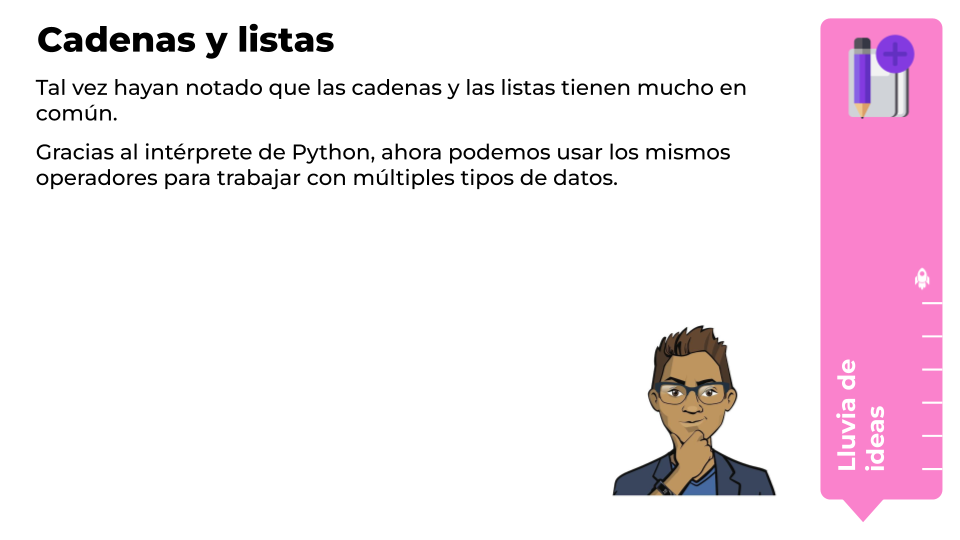 Cadenas y listas
Tal vez hayan notado que las cadenas y las listas tienen mucho en
común.
Gracias al intérprete de Python, ahora podemos usar los mismos
operadores para trabajar con múltiples tipos de datos.
Lluvia de
ideas